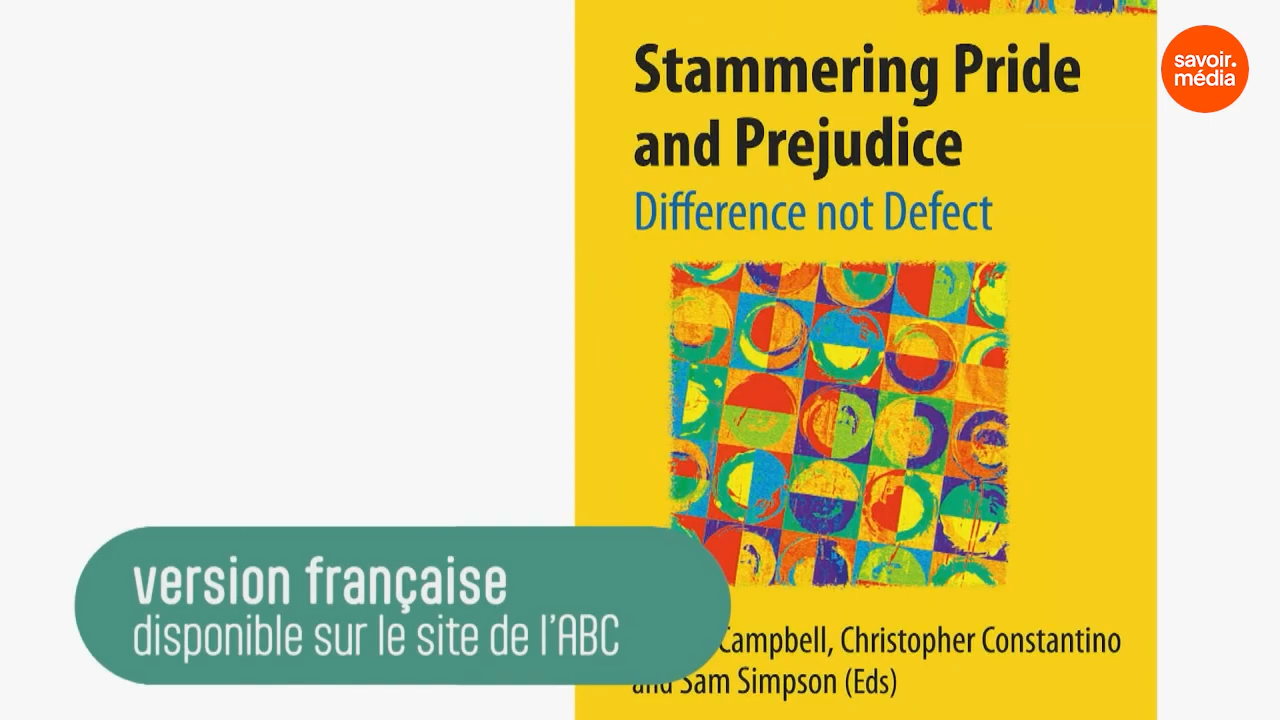 savoir.
média
Stammering Pride
and Prejudice
Difference not Defect
version française
disponible sur le site de l'ABC
Campbell, Christopher Constantino
and Sam Simpson (Eds)